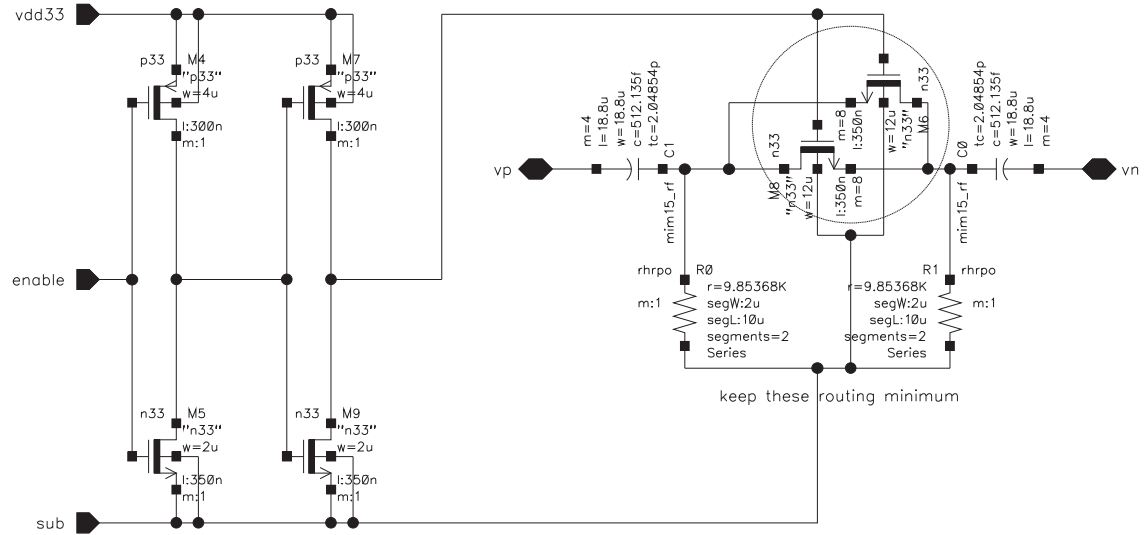 vdd33
p33 M4
"p33"
w=4u
l:300n
m:1
p33 M7
"p33"
w=4u
l:300n
m:1
enable
n33 M5
"n33"
w=2u
l:350n
m:1
n33 M9
"n33"
w=2u
l:350n
m:1
sub
vp
m=4
l=18.8u
w=18.8u
c=512.135f
tc=2.04854p
C1
mim15_rf
n33
M8
"n33"
w=12u
l:350n
m=8
m=8
l:350n
w=12u
"n33"
M6
n33
tc=2.04854p
c=512.135f
w=18.8u
l=18.8u
m=4
C0
mim15_rf
vn
rhrpo R0
r=9.85368K
m:1
segW:2u
segL:10u
segments=2
Series
R1 rhrpo
r=9.85368K
segW:2u
m:1
segL:10u
segments=2
Series
keep these routing minimum